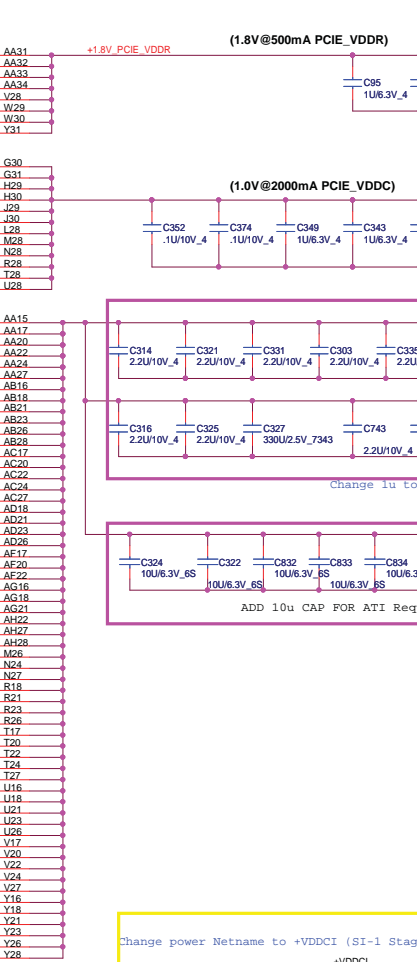 (1.8V@500mA PCIE_VDDR)
+1.8V_PCIE_VDDR
AA31
AA32
AA33
AA34
V28
W29
W30
Y31
C95
1U/6.3V_4
G30
G31
H29
H30
J29
J30
L28
M28
N28
R28
T28
U28
(1.0V@2000mA PCIE_VDDC)
C352
.1U/10V_4
C374
.1U/10V_4
C349
1U/6.3V_4
C343
1U/6.3V_4
AA15
AA17
AA20
AA22
AA24
AA27
AB16
AB18
AB21
AB23
AB26
AB28
AC17
AC20
AC22
AC24
AC27
AD18
AD21
AD23
AD26
AF17
AF20
AF22
AG16
AG18
AG21
AH22
AH27
AH28
M26
N24
N27
R18
R21
R23
R26
T17
T20
T22
T24
T27
U16
U18
U21
U23
U26
V17
V20
V22
V24
V27
Y16
Y18
Y21
Y23
Y26
Y28
C314
2.2U/10V_4
C321
2.2U/10V_4
C331
2.2U/10V_4
C303
2.2U/10V_4
C335
2.2U
C316
2.2U/10V_4
C325
2.2U/10V_4
C327
330U/2.5V_7343
C743
2.2U/10V_4
Change 1u to
C324
10U/6.3V_6S
C322
10U/6.3V_6S
C832
10U/6.3V_6S
C833
10U/6.3V_6S
C834
10U/6.3
ADD 10u CAP FOR ATI Req
Change power Netname to +VDDCI (SI-1 Stag
+VDDCI